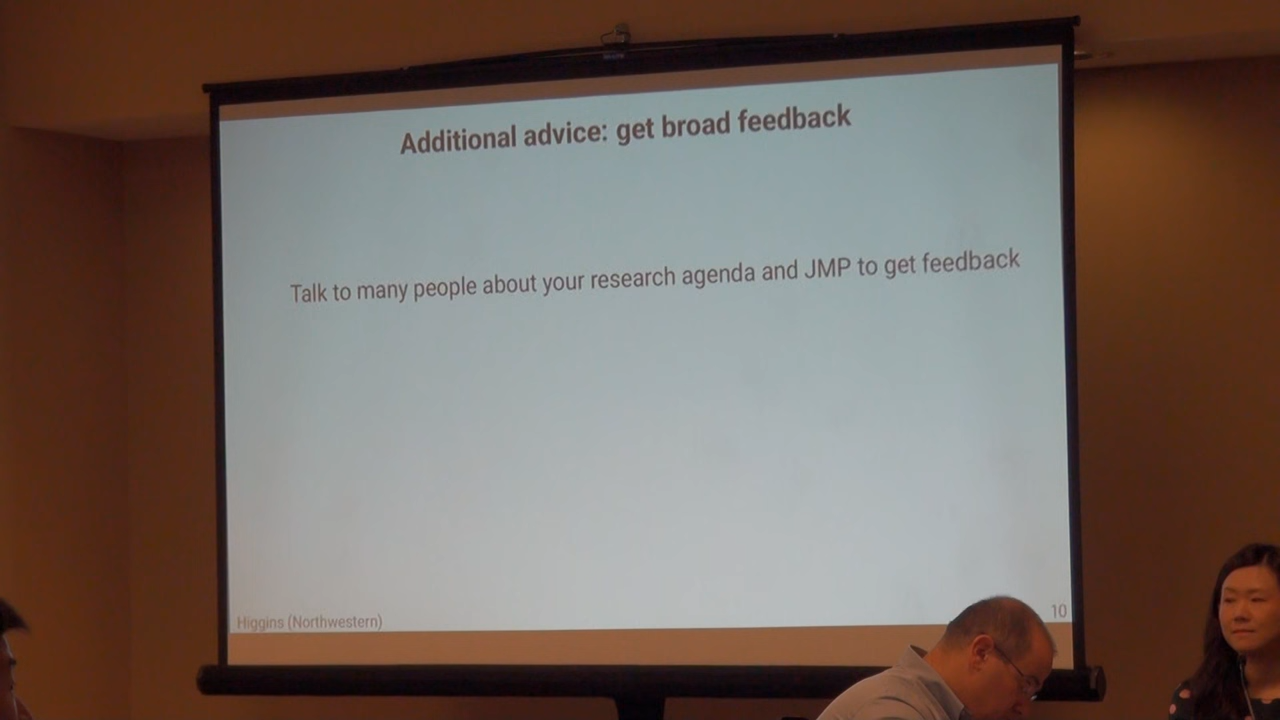 Additional advice: get broad feedback
Talk to many people about your research agenda and JMP to get feedback
Higgins (Northwestern)
10